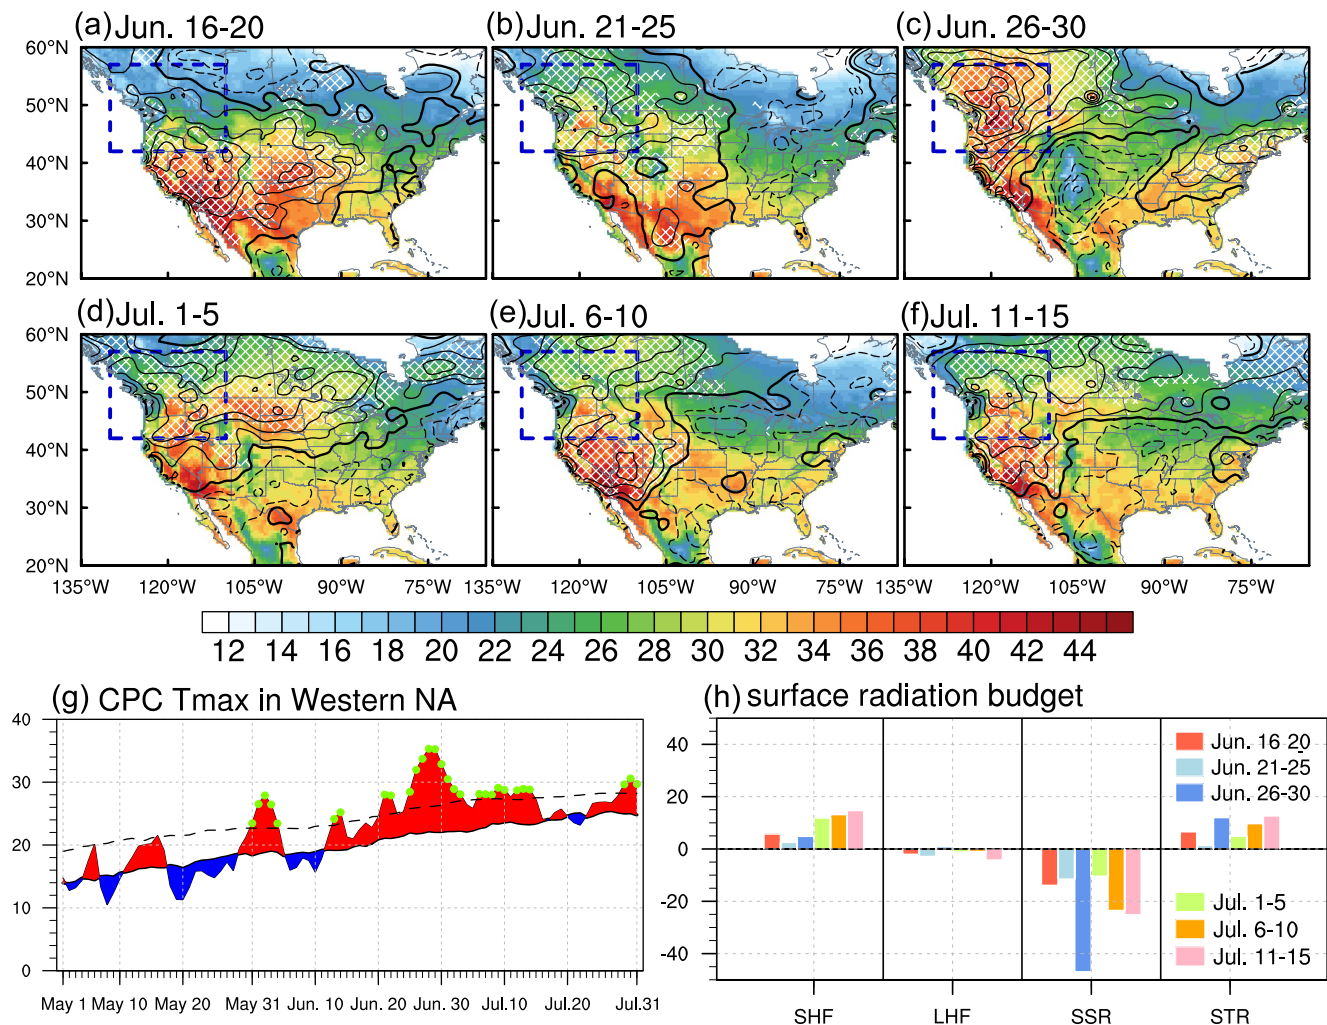 (a) Jun. 16-20
(b) Jun. 21-25
(c) Jun. 26-30
60°N
50°N
40°N
30°N
20°N
(d) Jul. 1-5
(e) Jul. 6-10
(f) Jul. 11-15
60°N
50°N
40°N
30°N
20°N
135°W 120°W 105°W 90°W 75°W
135°W 120°W 105°W 90°W 75°W
135°W 120°W 105°W 90°W 75°W
12 14 16 18 20 22 24 26 28 30 32 34 36 38 40 42 44
(g) CPC Tmax in Western NA
40
30
20
10
0
May 1 May 10 May 20 May 31 Jun. 10 Jun. 20 Jun. 30 Jul.10 Jul.20 Jul.31
(h) surface radiation budget
40
20
0
-20
-40
Jun. 16 20
Jun. 21-25
Jun. 26-30
Jul. 1-5
Jul. 6-10
Jul. 11-15
SHF LHF SSR STR